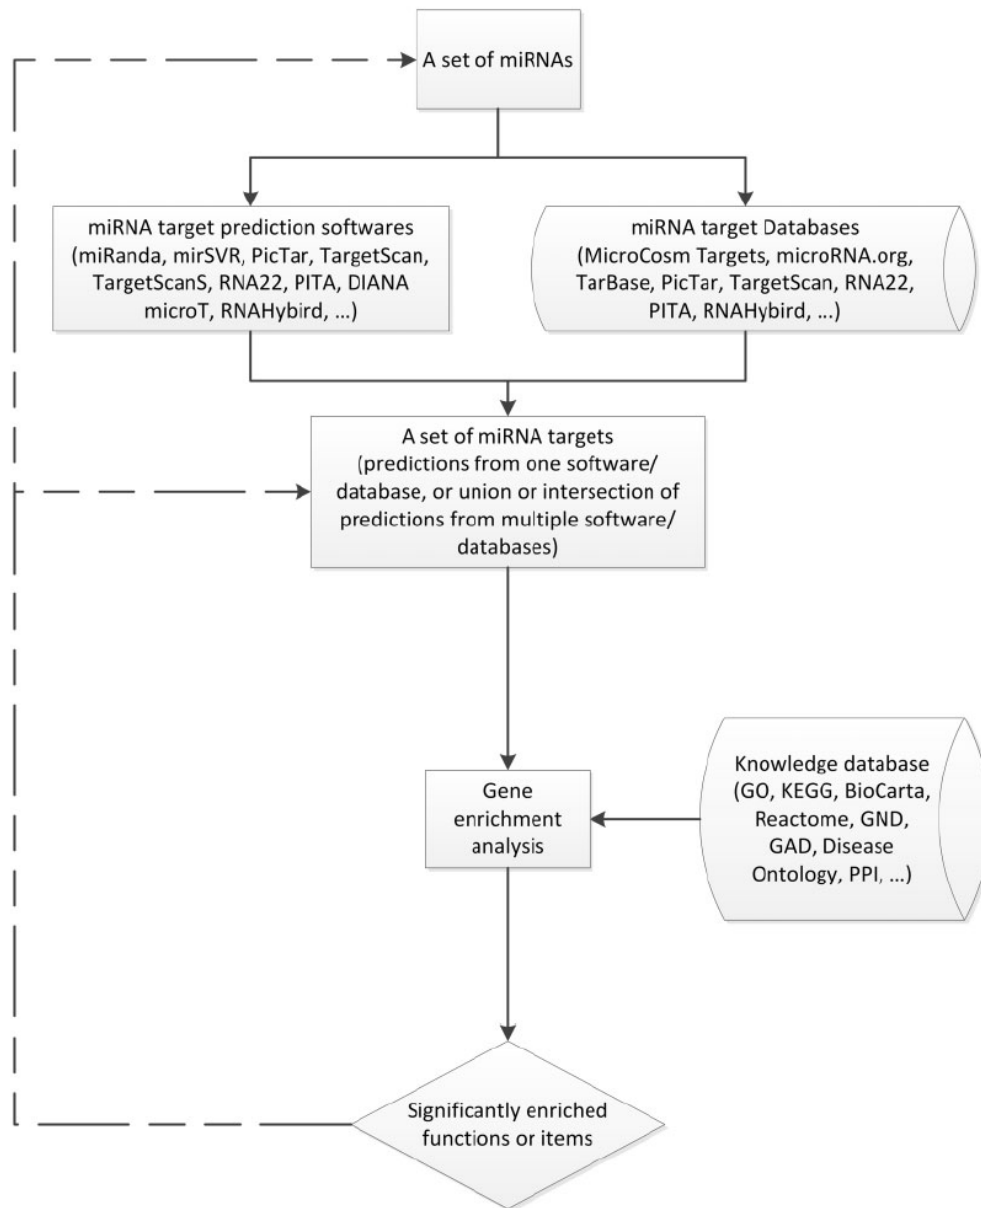 A set of miRNAs
miRNA target prediction softwares
(miRanda, mirSVR, PicTar, TargetScan,
TargetScanS, RNA22, PITA, DIANA
microT, RNAHybird, ...)
miRNA target Databases
(MicroCosm Targets, microRNA.org,
TarBase, PicTar, TargetScan, RNA22,
PITA, RNAHybird, ...)
A set of miRNA targets
(predictions from one software/
database, or union or intersection of
predictions from multiple software/
databases)
Gene
enrichment
analysis
Knowledge database
(GO, KEGG, BioCarta,
Reactome, GND,
GAD, Disease
Ontology, PPI, ...)
Significantly enriched
functions or items